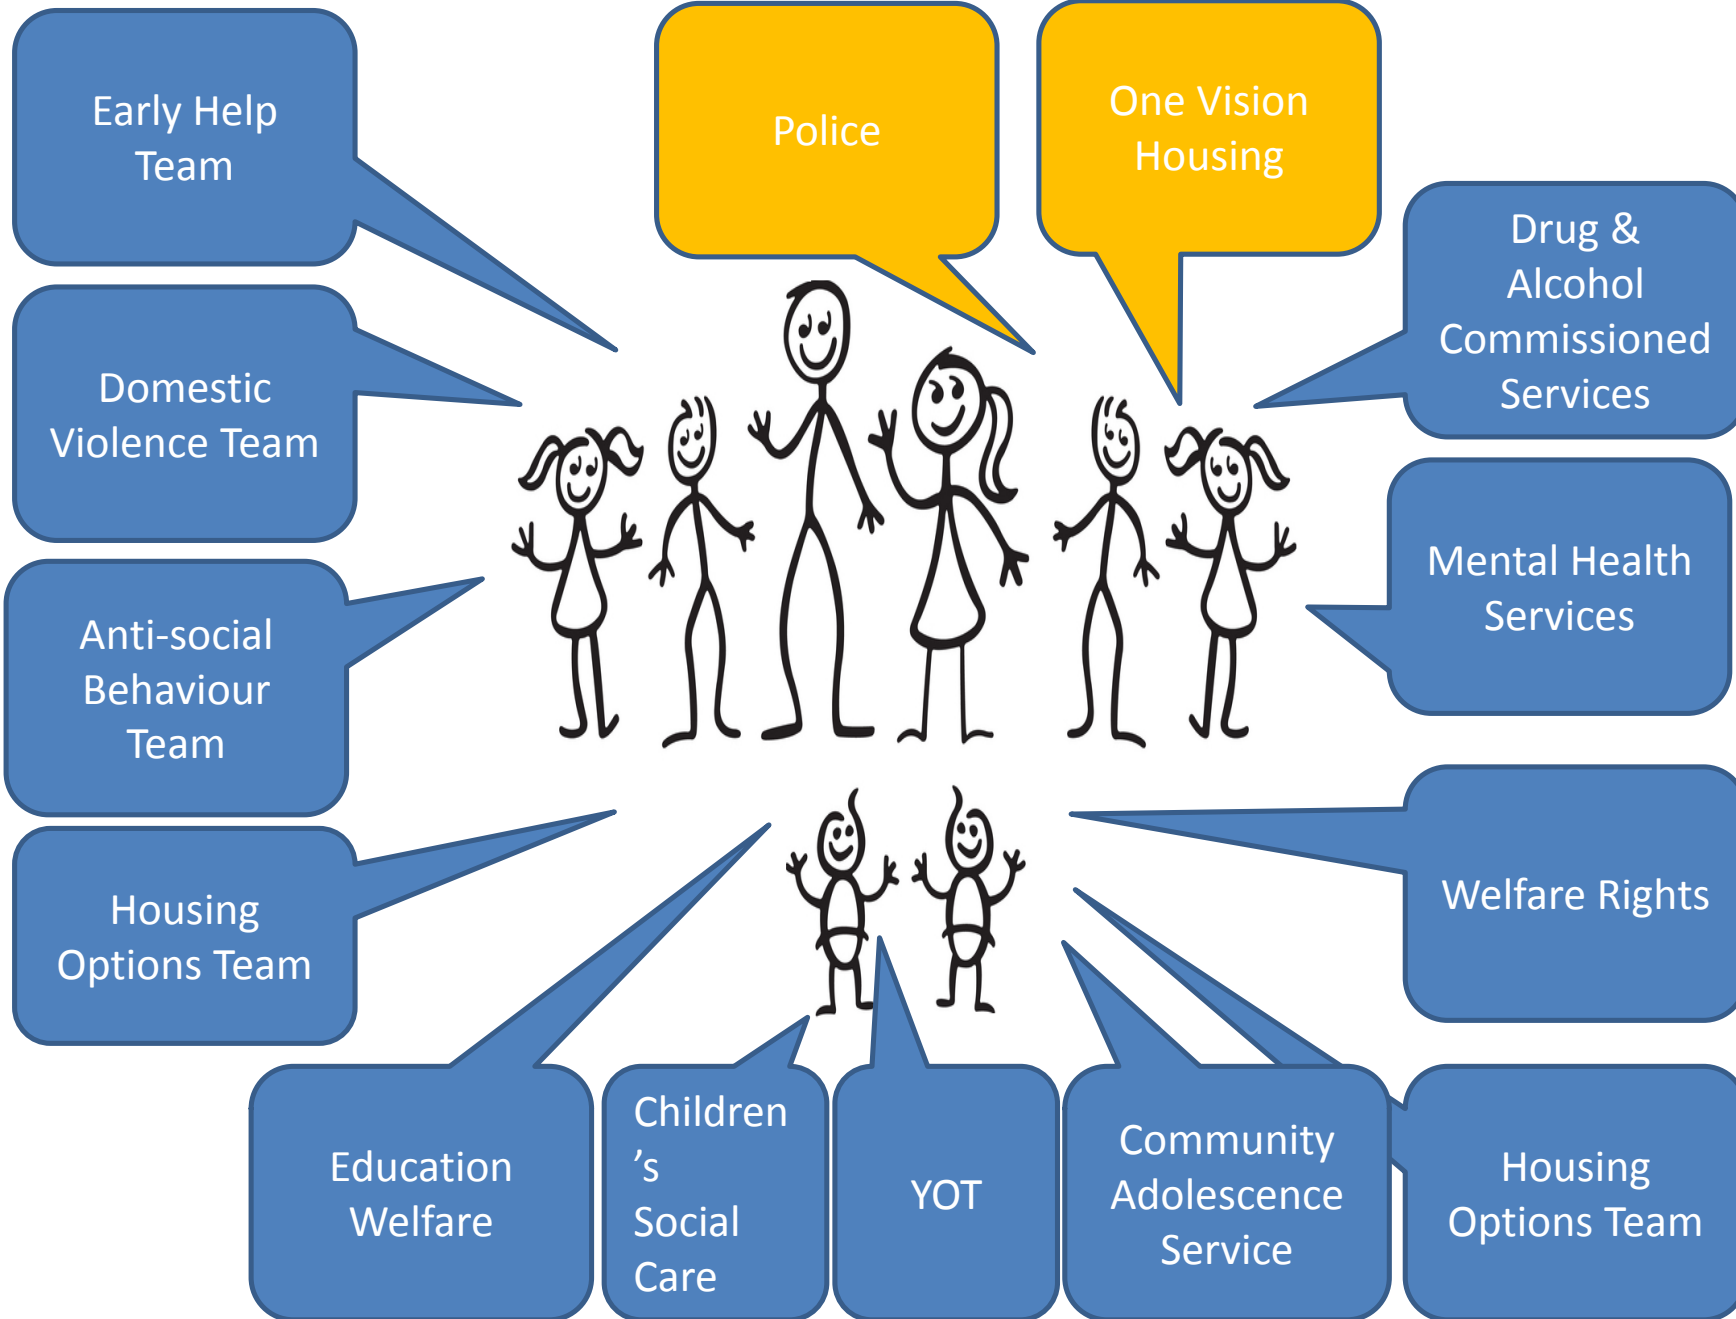 Early Help
Team
Police
One Vision
Housing
Drug &
Alcohol
Commissioned
Services
Domestic
Violence Team
Mental Health
Services
Anti-social
Behaviour
Team
Welfare Rights
Housing
Options Team
Education
Welfare
Children
’s
Social
Care
YOT
Community
Adolescence
Service
Housing
Options Team